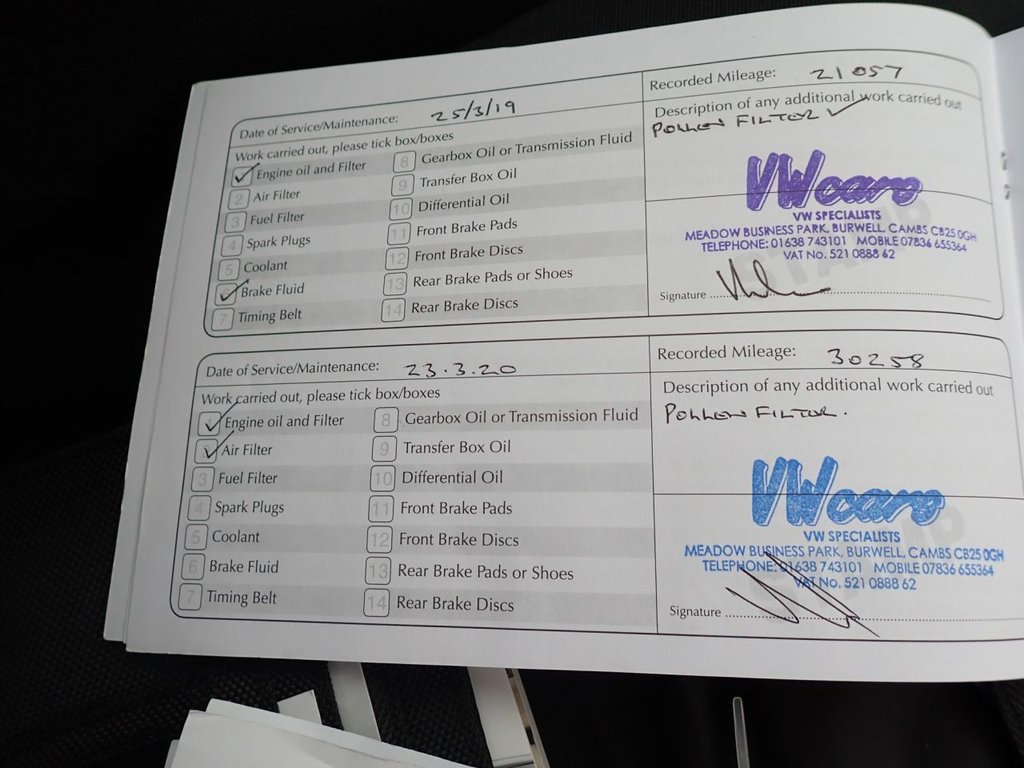 Date of Service/Maintenance: 25/3/19
Work carried out, please tick box/boxes
Engine oil and Filter
2 Air Filter
3 Fuel Filter
4 Spark Plugs
5 Coolant
Brake Fluid
7 Timing Belt
8 Gearbox Oil or Transmission Fluid
9 Transfer Box Oil
10 Differential Oil
11 Front Brake Pads
12 Front Brake Discs
13 Rear Brake Pads or Shoes
14 Rear Brake Discs
Recorded Mileage: 21057
Description of any additional work carried out
POLLEN FILTER
VWcare
VW SPECIALISTS
MEADOW BUSINESS PARK, BURWELL, CAMBS CB25 0GH
TELEPHONE: 01638 743101 MOBILE 07836 655364
VAT No. 521 0888 62
Signature
Date of Service/Maintenance: 23.3.20
Work carried out, please tick box/boxes
Engine oil and Filter
Air Filter
3 Fuel Filter
4 Spark Plugs
5 Coolant
6 Brake Fluid
7 Timing Belt
8 Gearbox Oil or Transmission Fluid
9 Transfer Box Oil
10 Differential Oil
11 Front Brake Pads
12 Front Brake Discs
13 Rear Brake Pads or Shoes
14 Rear Brake Discs
Recorded Mileage: 30258
Description of any additional work carried out
POLLEN FILTER.
VWcare
VW SPECIALISTS
MEADOW BUSINESS PARK, BURWELL, CAMBS CB25 0GH
TELEPHONE: 01638 743101 MOBILE 07836 655364
VAT No. 521 0888 62
Signature